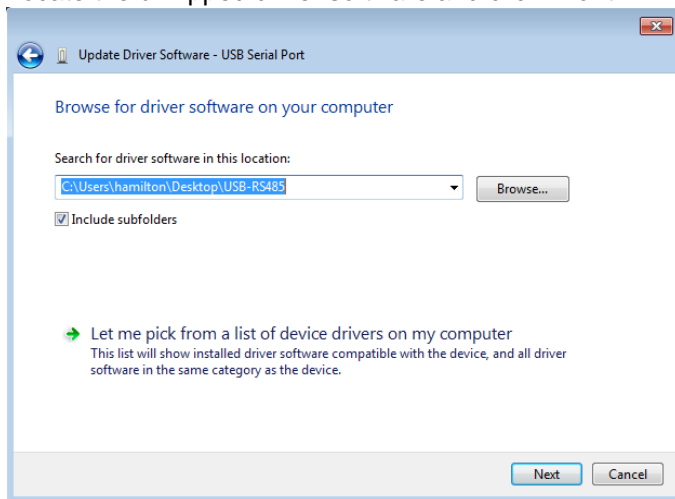 Update Driver Software - USB Serial Port
Browse for driver software on your computer
Search for driver software in this location:
C:\Users\hamilton\Desktop\USB-RS485
Browse...
Include subfolders
Let me pick from a list of device drivers on my computer
This list will show installed driver software compatible with the device, and all driver
software in the same category as the device.
Next Cancel